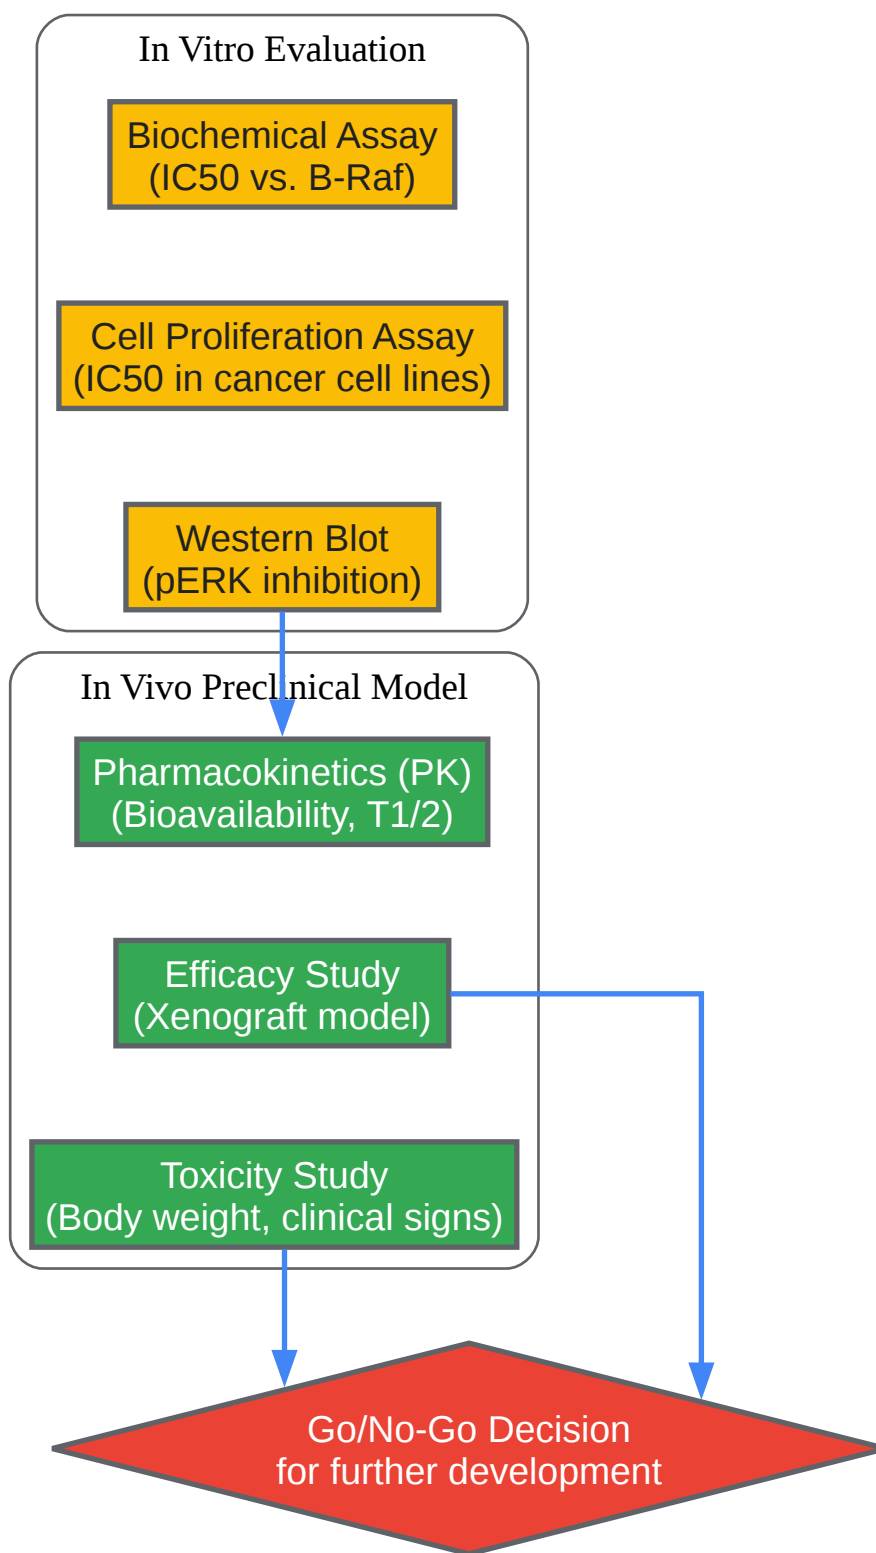 In Vitro Evaluation
Biochemical Assay
(IC50 vs. B-Raf)
Cell Proliferation Assay
(IC50 in cancer cell lines)
Western Blot
(pERK inhibition)
In Vivo Preclinical Model
Pharmacokinetics (PK)
(Bioavailability, T1/2)
Efficacy Study
(Xenograft model)
Toxicity Study
(Body weight, clinical signs)
Go/No-Go Decision
for further development